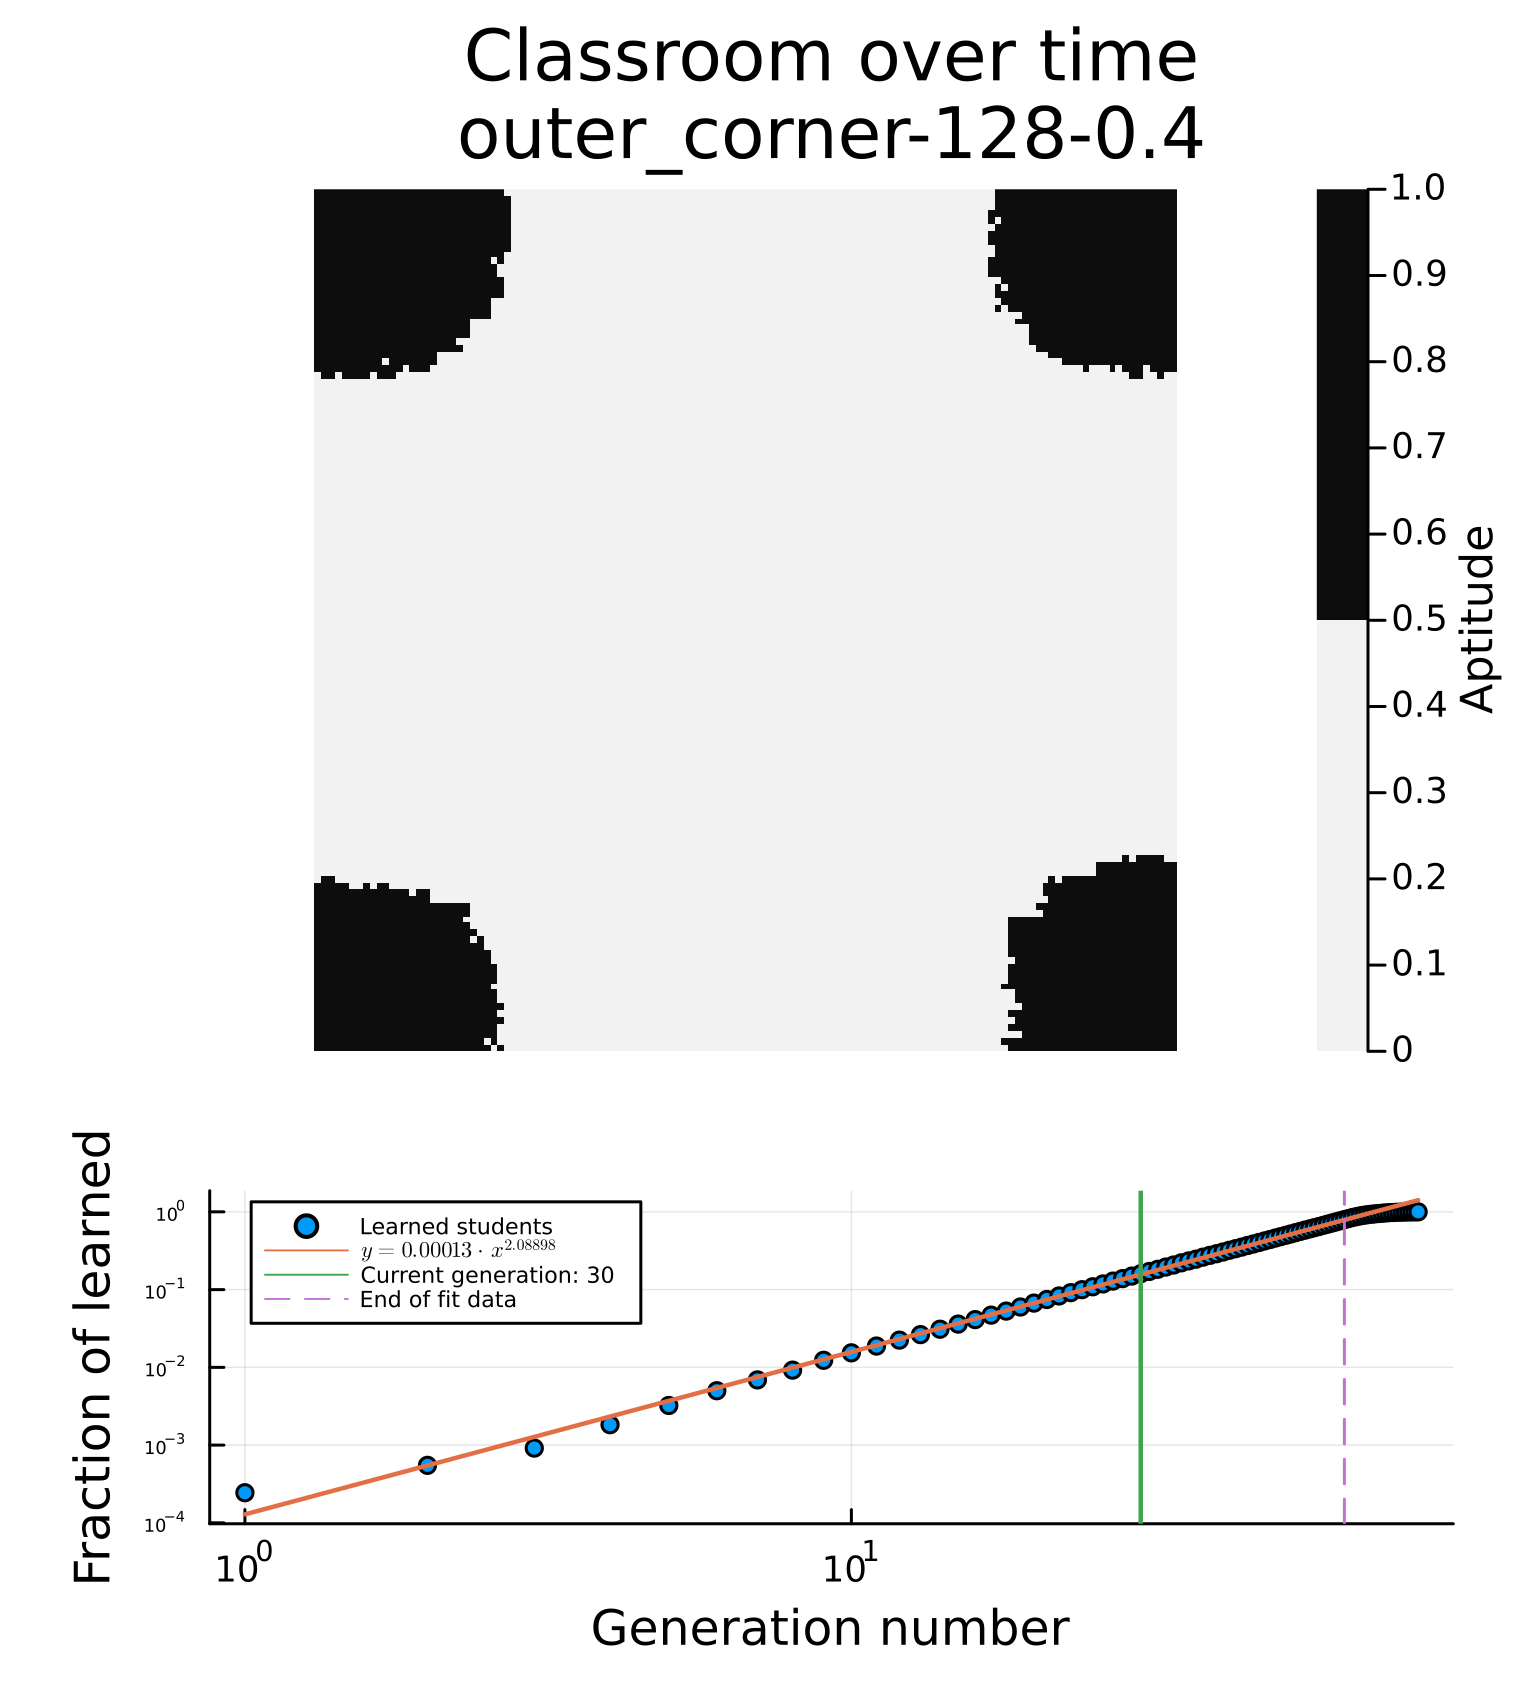 Classroom over time
outer_corner-128-0.4
1.0
0.9
0.8
0.7
0.6
0.5
0.4
0.3
0.2
0.1
0
Aptitude
Fraction of learned
10^0
10^-1
10^-2
10^-3
10^-4
Learned students
y = 0.00013 · x^2.08898
Current generation: 30
End of fit data
10^0
10^1
Generation number